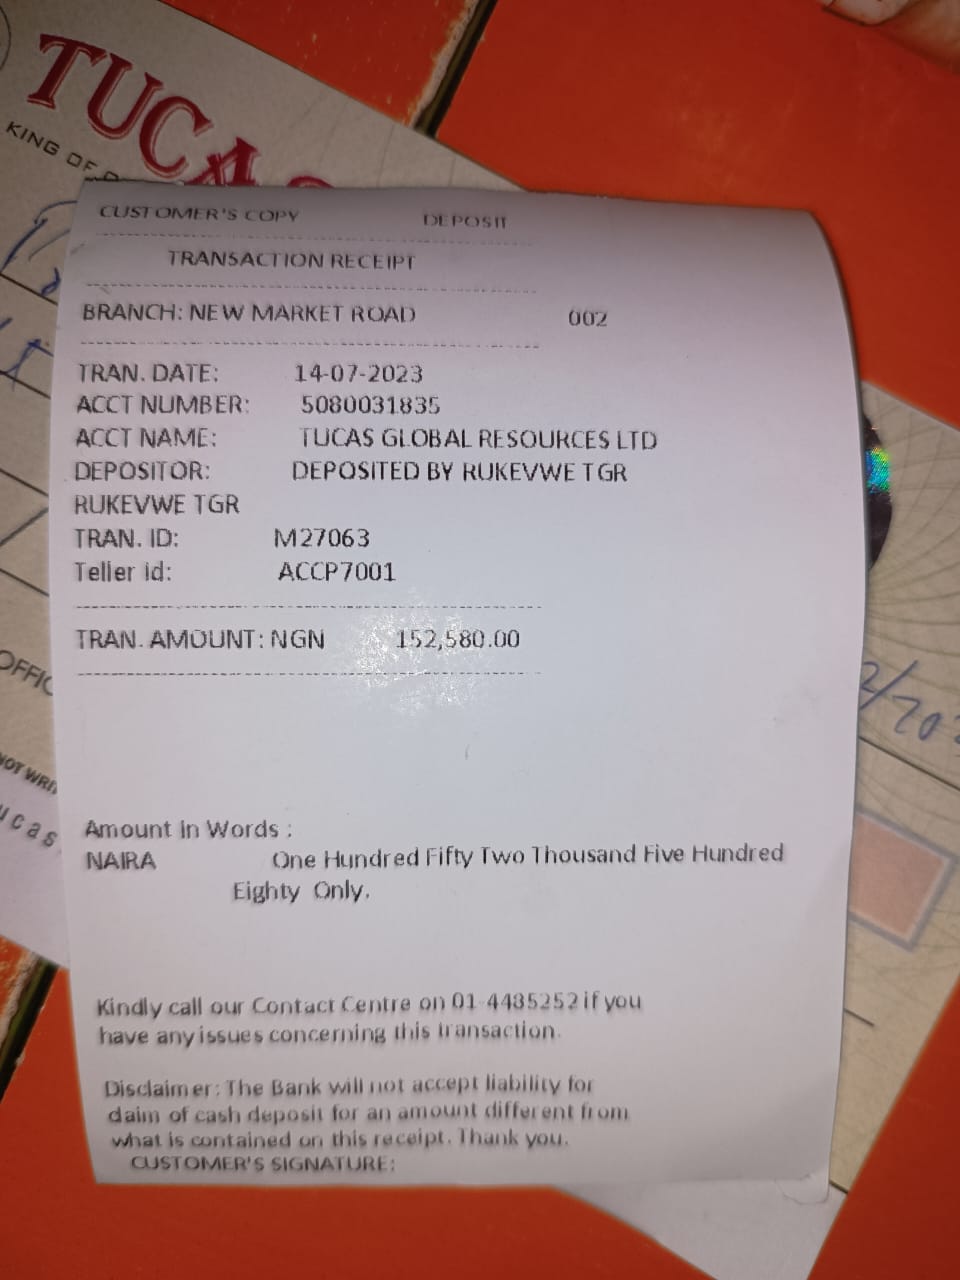 TUCAS
KING OF
CUSTOMER'S COPY DEPOSIT
TRANSACTION RECEIPT
BRANCH: NEW MARKET ROAD 002
TRAN. DATE: 14-07-2023
ACCT NUMBER: 5080031835
ACCT NAME: TUCAS GLOBAL RESOURCES LTD
DEPOSITOR: DEPOSITED BY RUKEVWE TGR
RUKEVWE TGR
TRAN. ID: M27063
Teller id: ACCP7001
TRAN. AMOUNT: NGN 152,580.00
Amount in Words :
NAIRA One Hundred Fifty Two Thousand Five Hundred
Eighty Only.
Kindly call our Contact Centre on 01-4485252 if you
have any issues concerning this transaction.
Disclaimer: The Bank will not accept liability for
claim of cash deposit for an amount different from
what is contained on this receipt. Thank you.
CUSTOMER'S SIGNATURE: